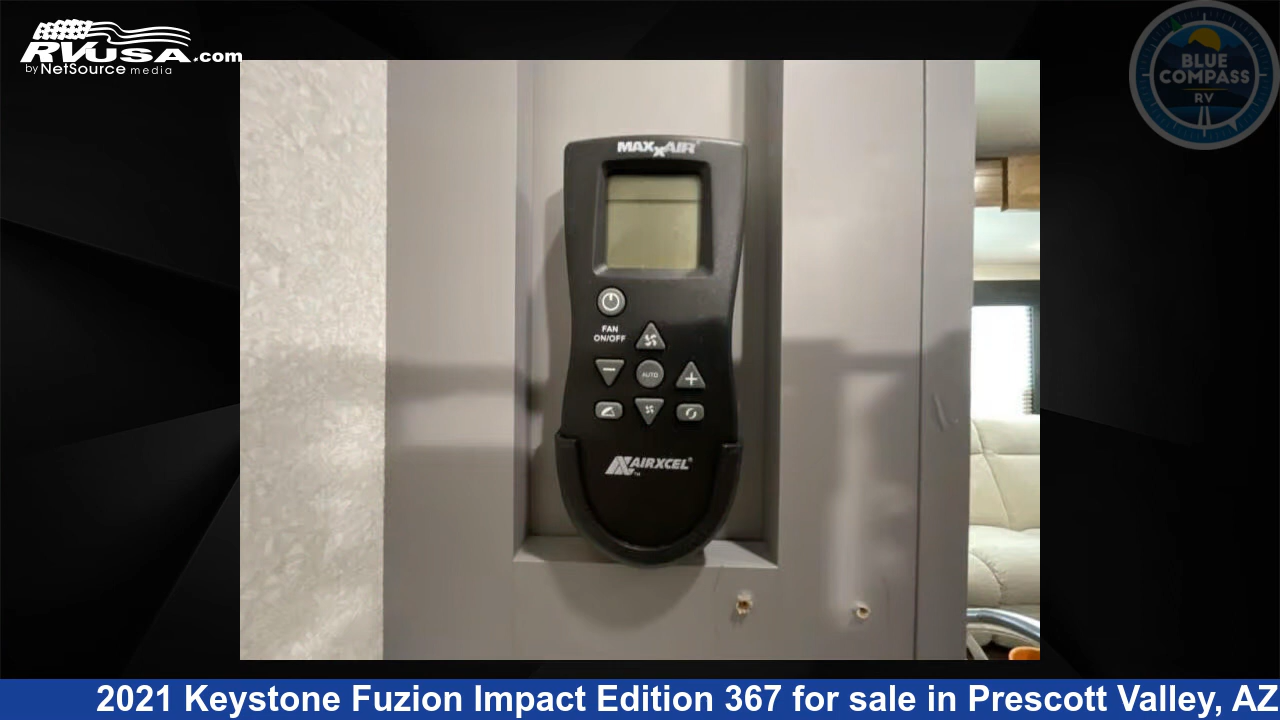 RVUSA.com
by NetSource media
BLUE
COMPASS
RV
MAXXAIR
FAN
ON/OFF
AUTO
AIRXCEL®
™
2021 Keystone Fuzion Impact Edition 367 for sale in Prescott Valley, AZ